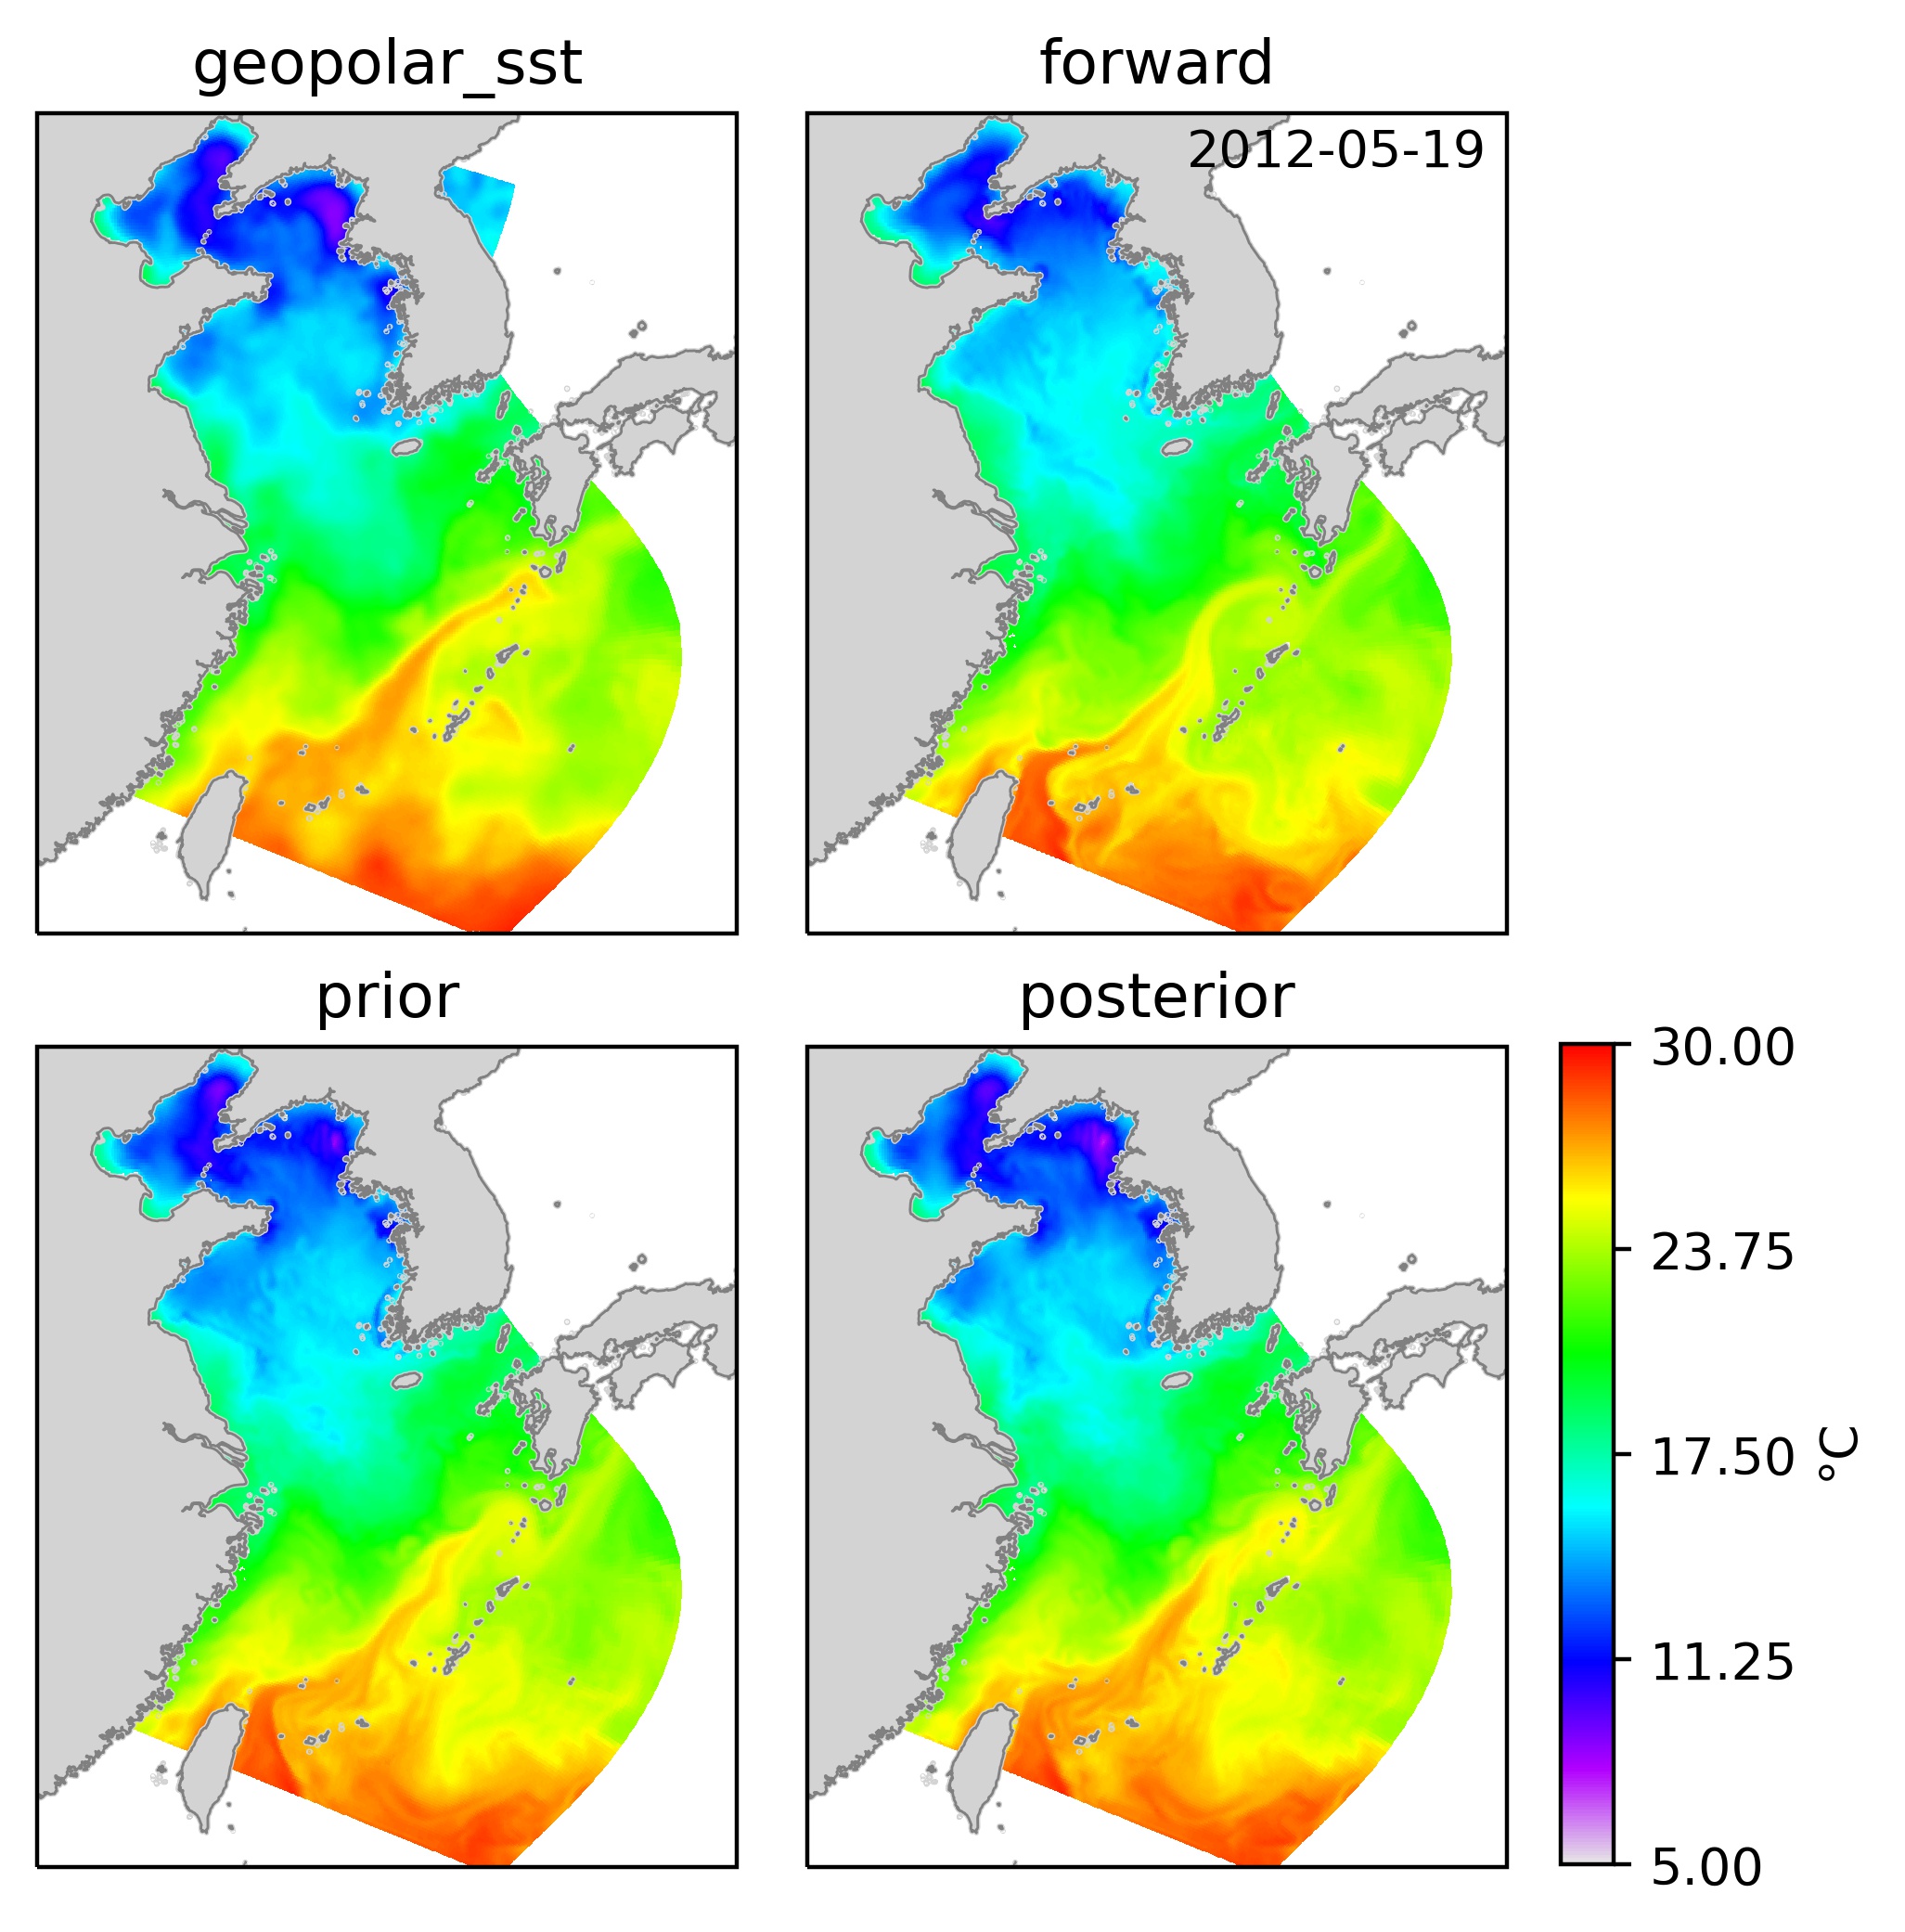 geopolar_sst
forward
2012-05-19
prior
posterior
30.00
23.75
17.50
11.25
5.00
°C